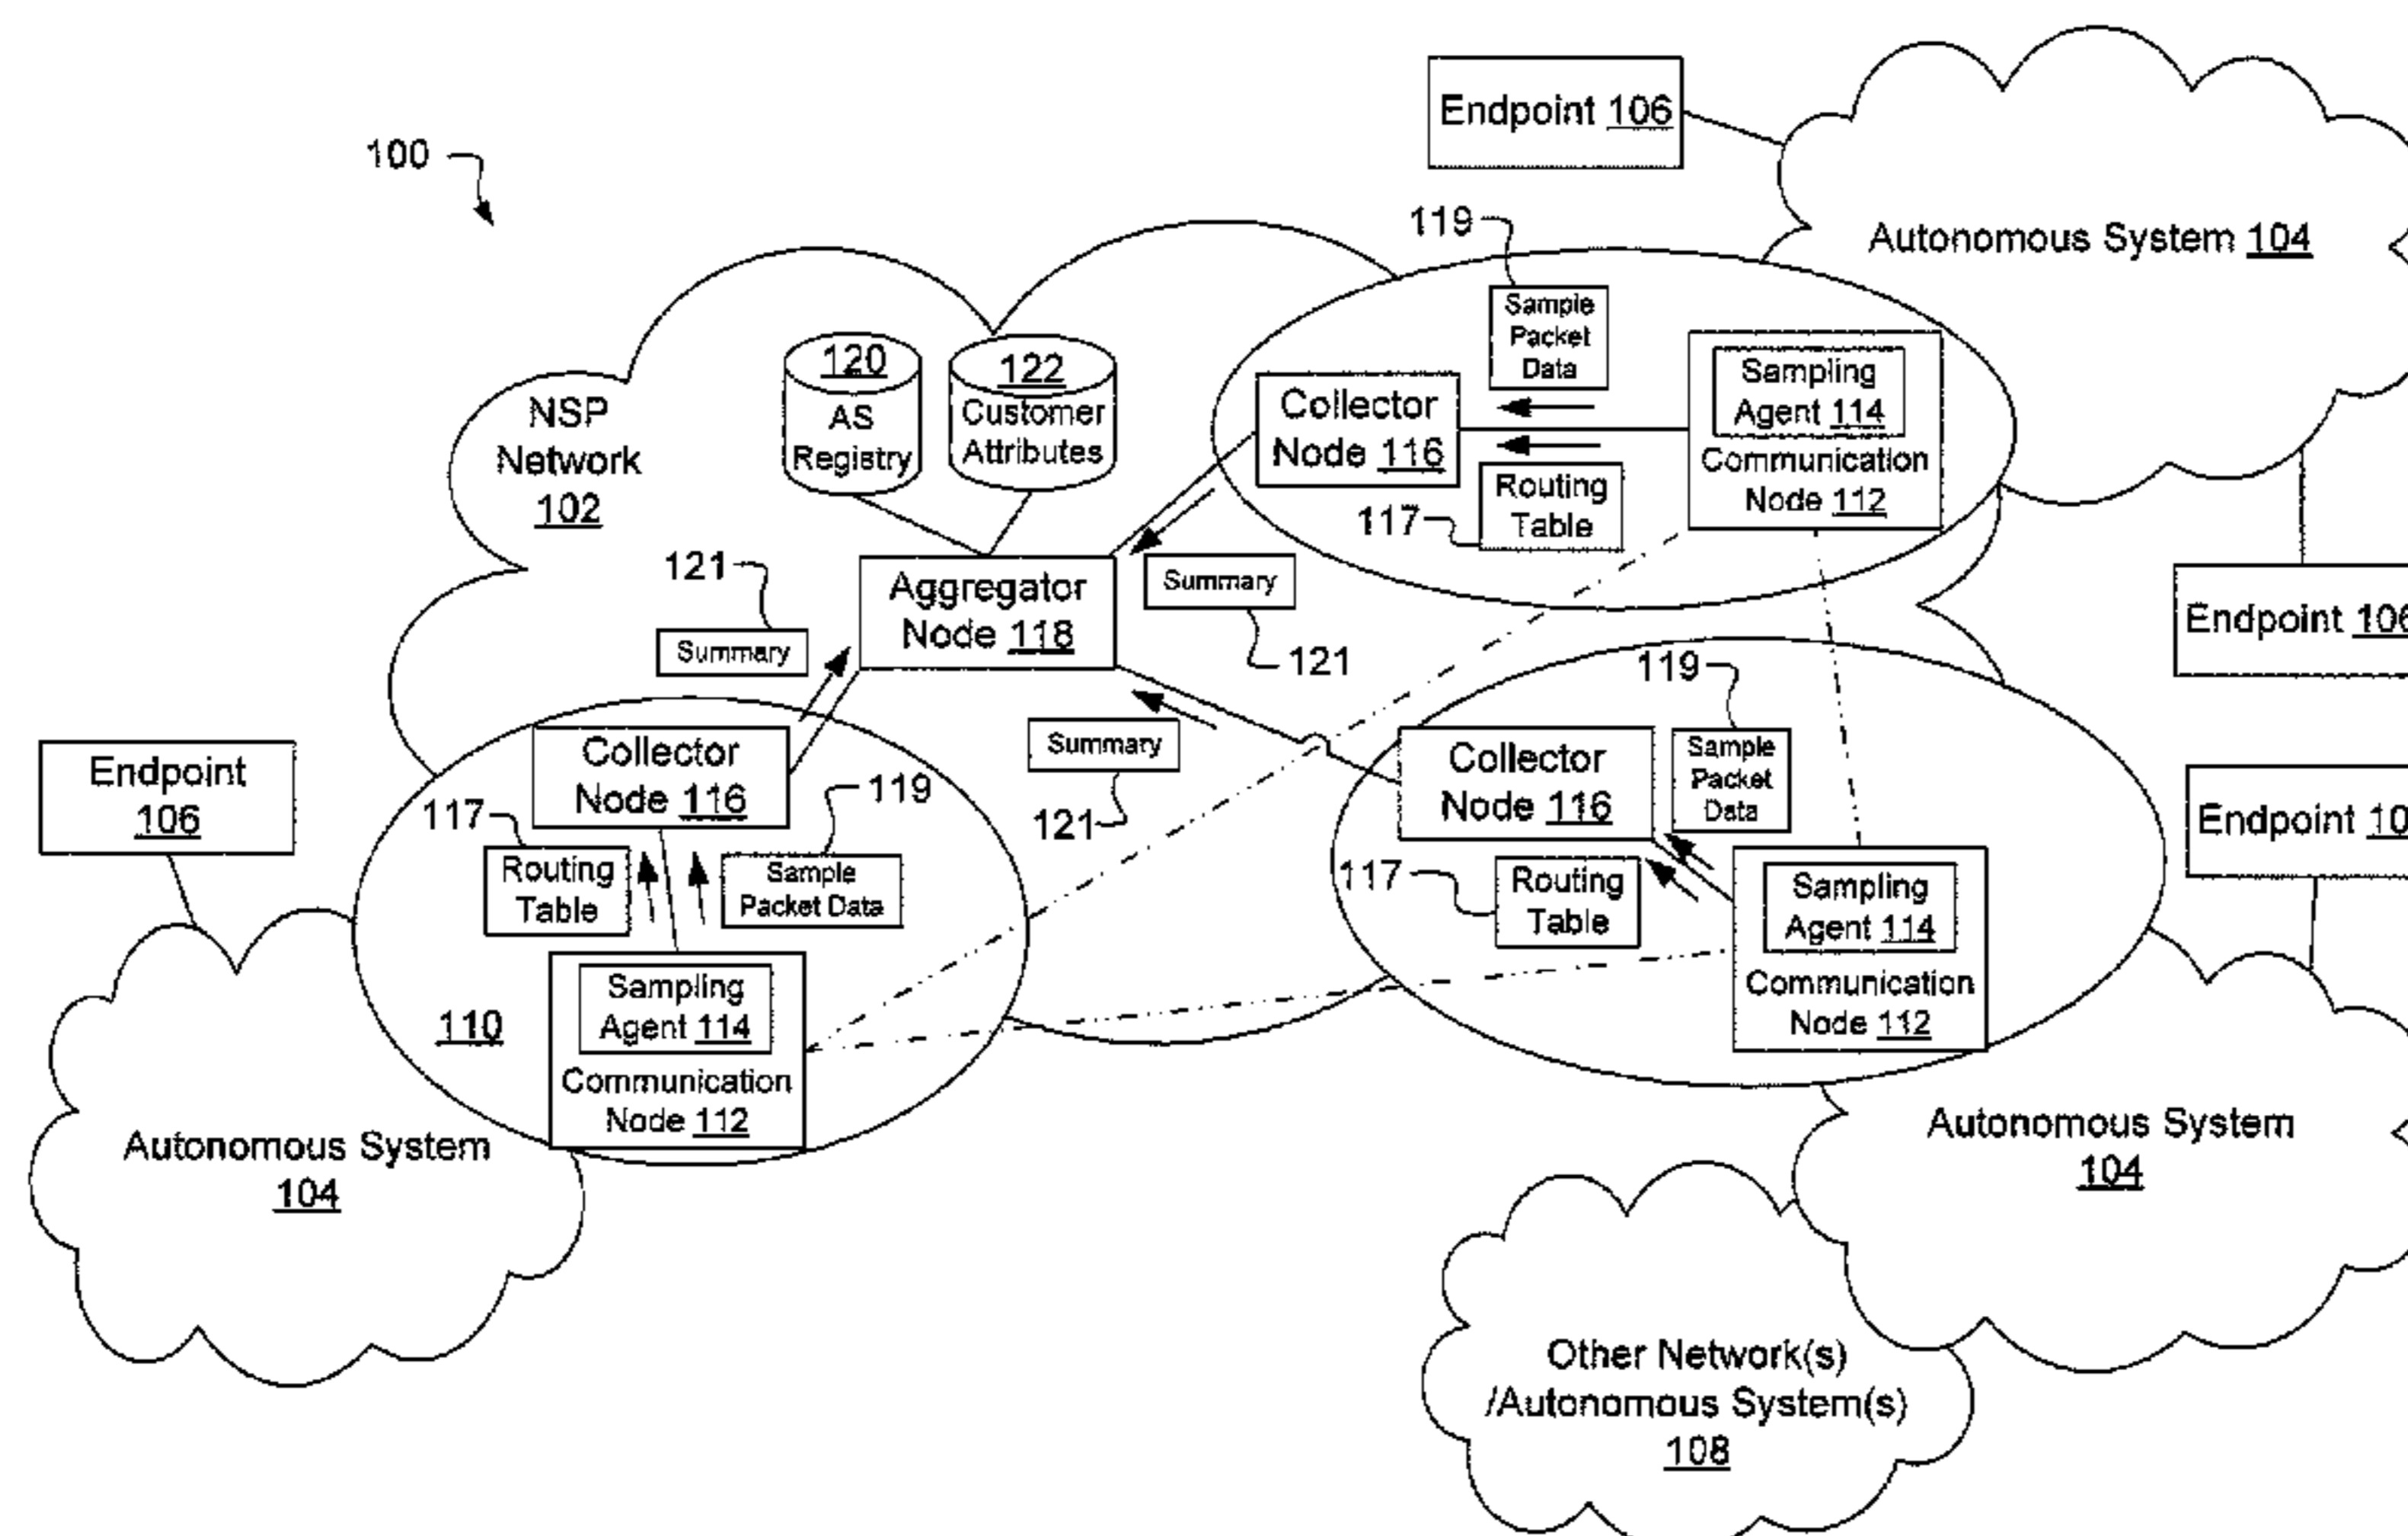 100
Endpoint 106
Autonomous System 104
119
Sample
Packet
Data
120
AS
Registry
122
Customer
Attributes
NSP
Network
102
Collector
Node 116
Sampling
Agent 114
Communication
Node 112
Routing
Table
117
121
Summary
Aggregator
Node 118
Summary
121
Endpoint 106
Summary
121
119
Sample
Packet
Data
Collector
Node 116
117
Routing
Table
Sampling
Agent 114
Communication
Node 112
Endpoint 10
Endpoint
106
Collector
Node 116
117
Routing
Table
119
Sample
Packet Data
110
Sampling
Agent 114
Communication
Node 112
Autonomous System
104
Autonomous System
104
Other Network(s)
/Autonomous System(s)
108